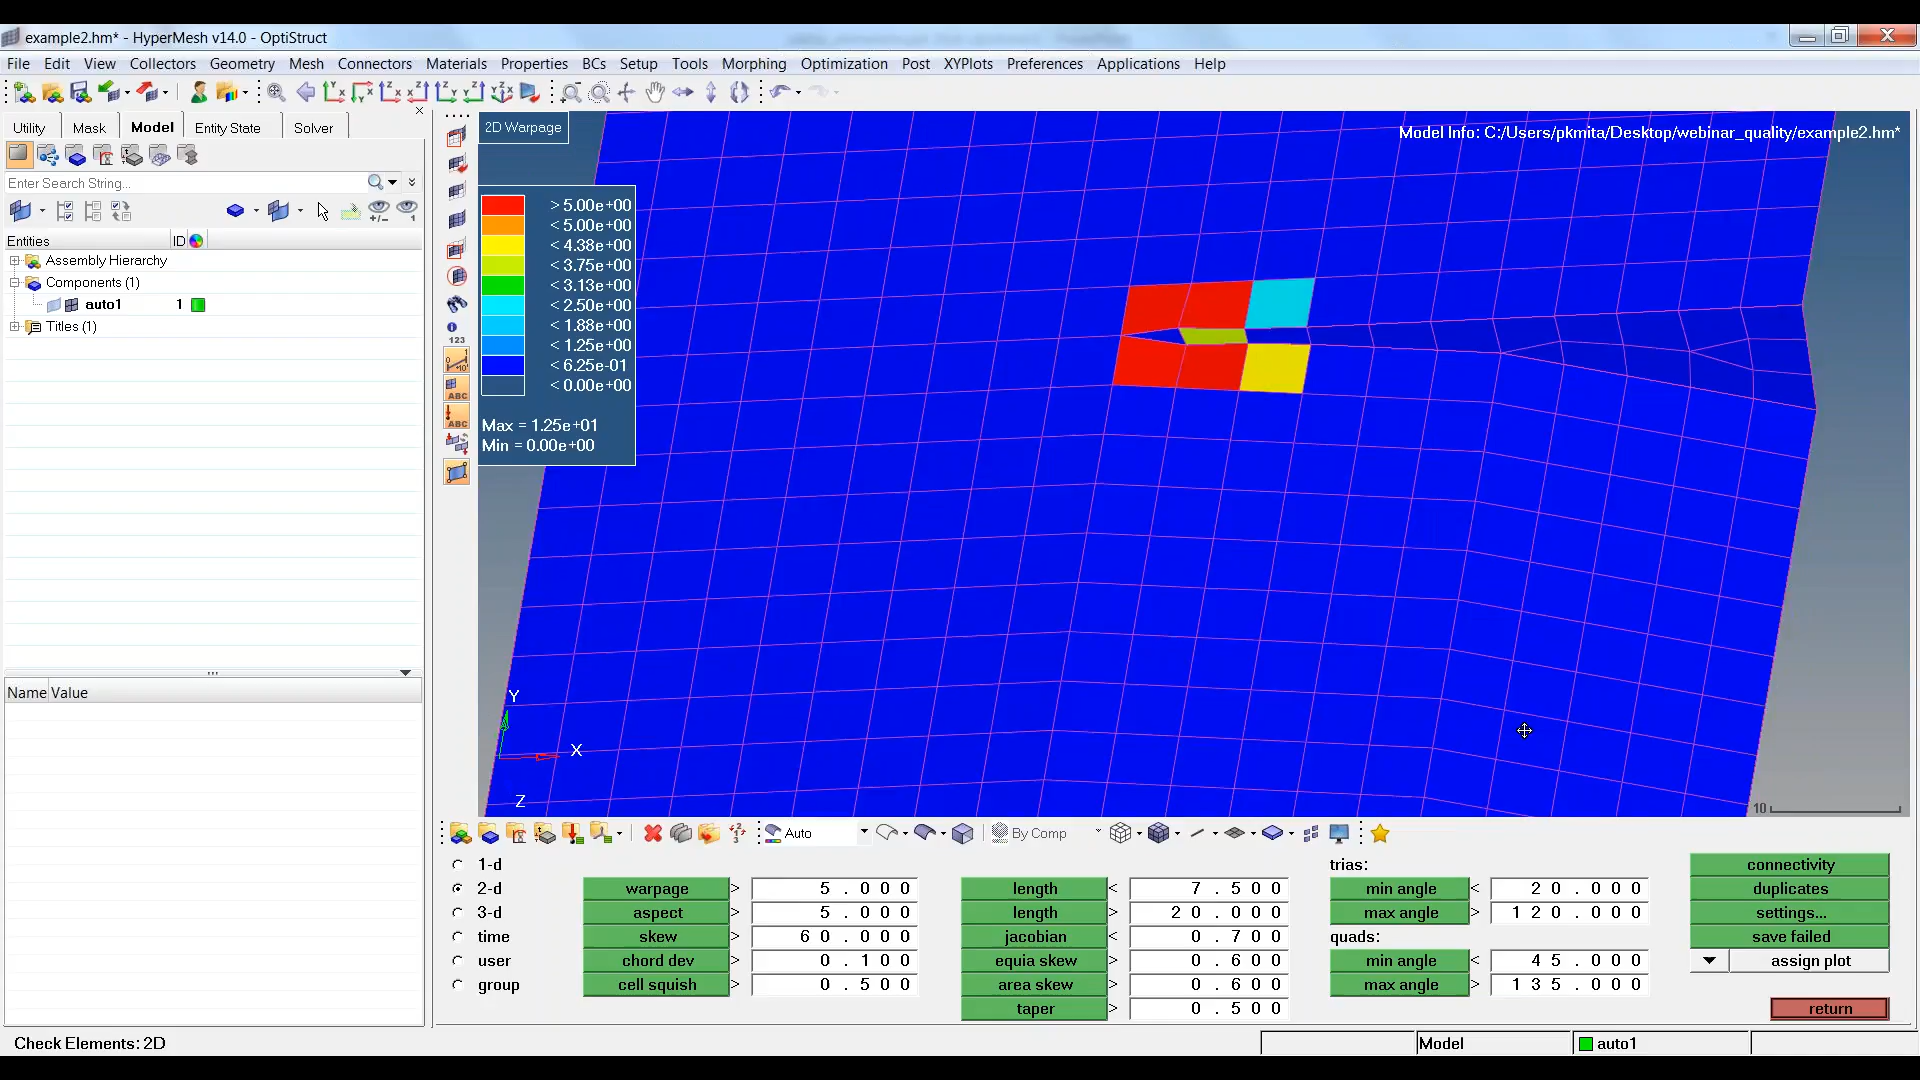 example2.hm* - HyperMesh v14.0 - OptiStruct
File Edit View Collectors Geometry Mesh Connectors Materials Properties BCs Setup Tools Morphing Optimization Post XYPlots Preferences Applications Help
Utility Mask Model Entity State Solver
Enter Search String...
Entities ID
Assembly Hierarchy
Components (1)
auto1 1
Titles (1)
Name Value
123
ABC
ABC
2D Warpage
Model Info: C:/Users/pkmita/Desktop/webinar_quality/example2.hm*
> 5.00e+00
< 5.00e+00
< 4.38e+00
< 3.75e+00
< 3.13e+00
< 2.50e+00
< 1.88e+00
< 1.25e+00
< 6.25e-01
< 0.00e+00
Max = 1.25e+01
Min = 0.00e+00
Y
X
Z
10
Auto By Comp
1-d
2-d
3-d
time
user
group
warpage > 5.000
aspect > 5.000
skew > 60.000
chord dev > 0.100
cell squish > 0.500
length < 7.500
length > 20.000
jacobian < 0.700
equia skew > 0.600
area skew > 0.600
taper > 0.500
trias:
min angle < 20.000
max angle > 120.000
quads:
min angle < 45.000
max angle > 135.000
connectivity
duplicates
settings...
save failed
assign plot
return
Check Elements: 2D Model auto1